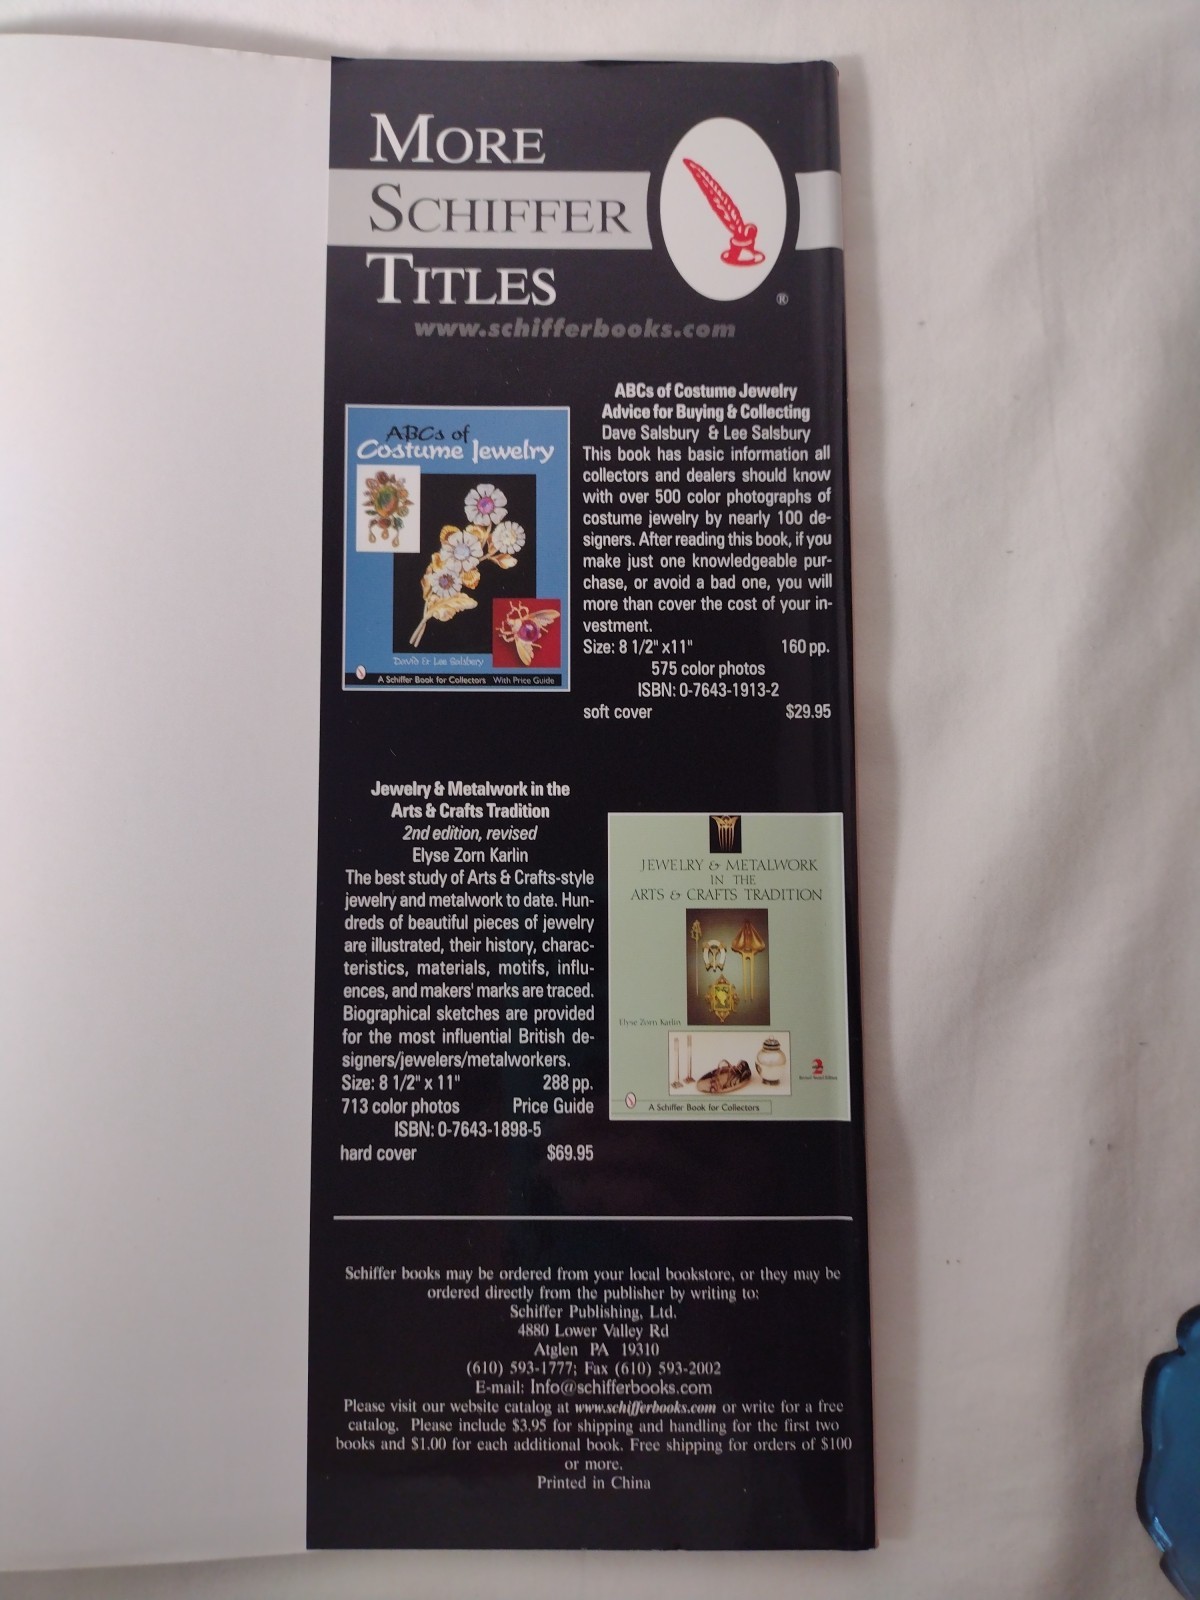 MORE
SCHIFFER
TITLES
®
www.schifferbooks.com
ABCs of
Costume Jewelry
David & Lee Salsbery
A Schiffer Book for Collectors With Price Guide
ABCs of Costume Jewelry
Advice for Buying & Collecting
Dave Salsbury & Lee Salsbury
This book has basic information all
collectors and dealers should know
with over 500 color photographs of
costume jewelry by nearly 100 de-
signers. After reading this book, if you
make just one knowledgeable pur-
chase, or avoid a bad one, you will
more than cover the cost of your in-
vestment.
Size: 8 1/2" x11" 160 pp.
575 color photos
ISBN: 0-7643-1913-2
soft cover $29.95
Jewelry & Metalwork in the
Arts & Crafts Tradition
2nd edition, revised
Elyse Zorn Karlin
The best study of Arts & Crafts-style
jewelry and metalwork to date. Hun-
dreds of beautiful pieces of jewelry
are illustrated, their history, charac-
teristics, materials, motifs, influ-
ences, and makers' marks are traced.
Biographical sketches are provided
for the most influential British de-
signers/jewelers/metalworkers.
Size: 8 1/2" x 11" 288 pp.
713 color photos Price Guide
ISBN: 0-7643-1898-5
hard cover $69.95
JEWELRY & METALWORK
IN THE
ARTS & CRAFTS TRADITION
Elyse Zorn Karlin
A Schiffer Book for Collectors
Schiffer books may be ordered from your local bookstore, or they may be
ordered directly from the publisher by writing to:
Schiffer Publishing, Ltd.
4880 Lower Valley Rd
Atglen PA 19310
(610) 593-1777; Fax (610) 593-2002
E-mail: Info@schifferbooks.com
Please visit our website catalog at www.schifferbooks.com or write for a free
catalog. Please include $3.95 for shipping and handling for the first two
books and $1.00 for each additional book. Free shipping for orders of $100
or more.
Printed in China